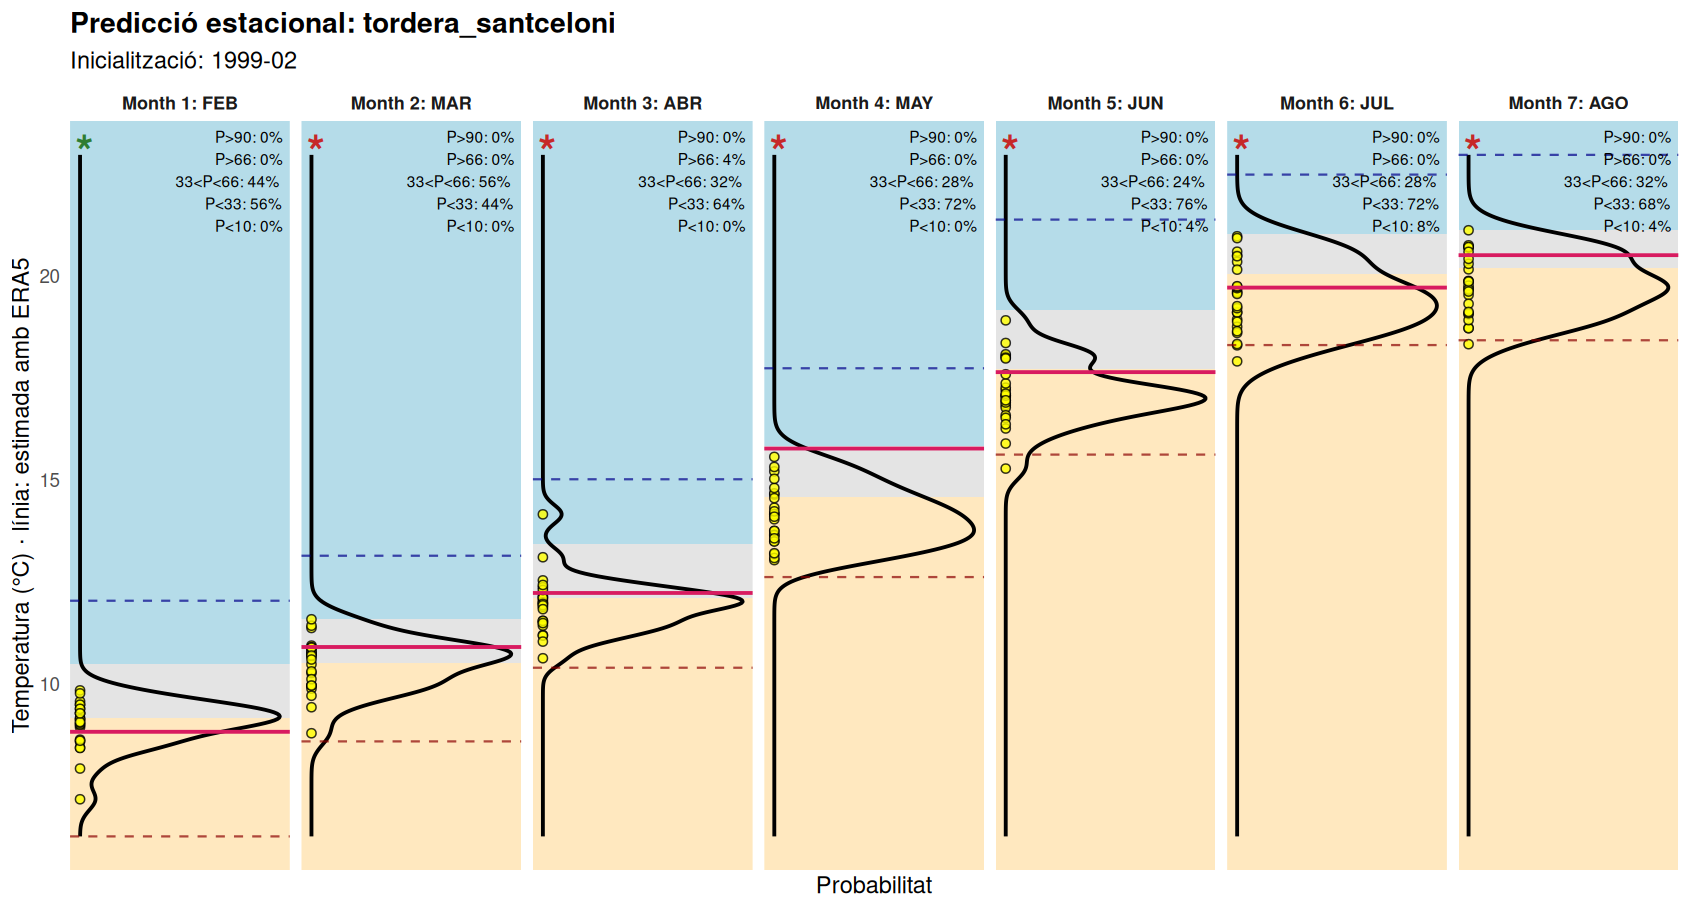 Predicció estacional: tordera_santceloni
Inicialització: 1999-02
Month 1: FEB
Month 2: MAR
Month 3: ABR
Month 4: MAY
Month 5: JUN
Month 6: JUL
Month 7: AGO
*
P>90: 0%
P>66: 0%
33<P<66: 44%
P<33: 56%
P<10: 0%
*
P>90: 0%
P>66: 0%
33<P<66: 56%
P<33: 44%
P<10: 0%
*
P>90: 0%
P>66: 4%
33<P<66: 32%
P<33: 64%
P<10: 0%
*
P>90: 0%
P>66: 0%
33<P<66: 28%
P<33: 72%
P<10: 0%
*
P>90: 0%
P>66: 0%
33<P<66: 24%
P<33: 76%
P<10: 4%
*
P>90: 0%
P>66: 0%
33<P<66: 28%
P<33: 72%
P<10: 8%
*
P>90: 0%
P>66: 0%
33<P<66: 32%
P<33: 68%
P<10: 4%
20
15
10
Temperatura (°C) · línia: estimada amb ERA5
Probabilitat